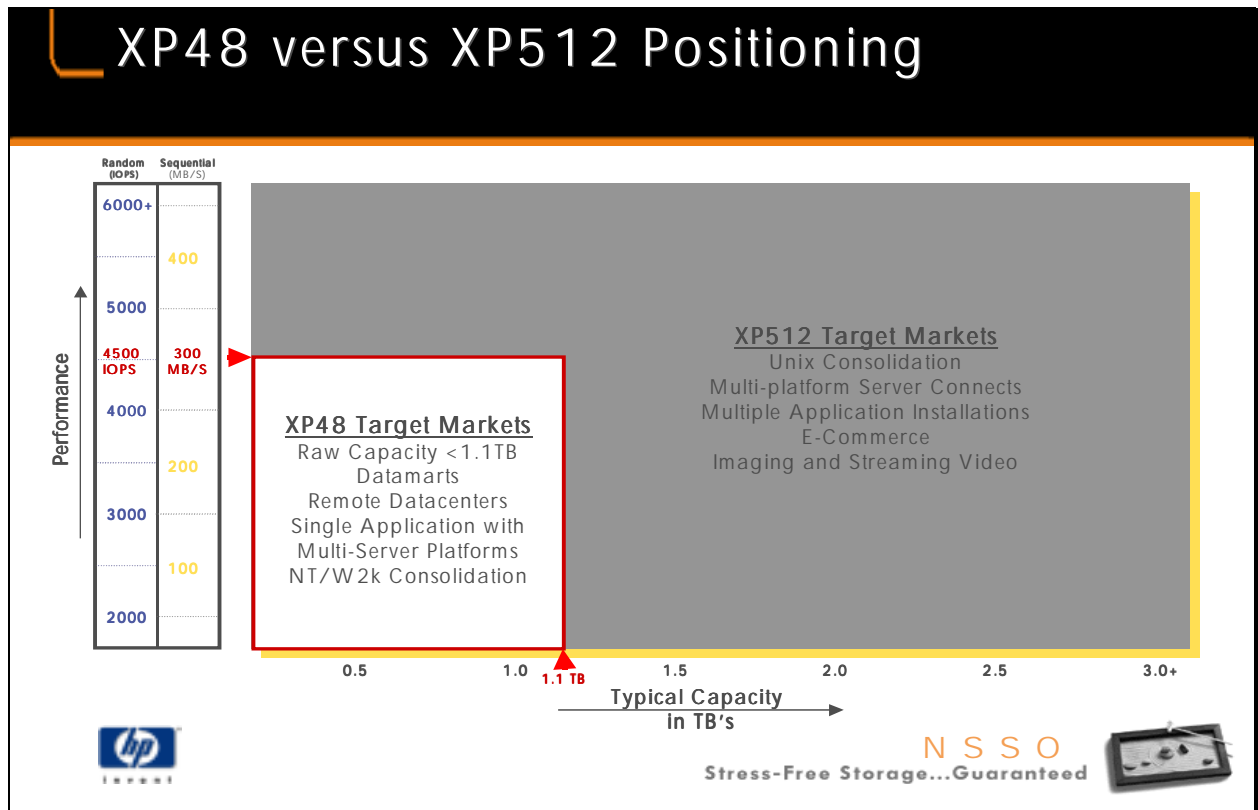 XP48 versus XP512 Positioning
Random
(IOPS)
Sequential
(MB/S)
6000+
400
5000
4500
IOPS
300
MB/S
4000
200
3000
100
2000
Performance
XP48 Target Markets
Raw Capacity <1.1TB
Datamarts
Remote Datacenters
Single Application with
Multi-Server Platforms
NT/W2k Consolidation
XP512 Target Markets
Unix Consolidation
Multi-platform Server Connects
Multiple Application Installations
E-Commerce
Imaging and Streaming Video
0.5
1.0
1.1 TB
1.5
2.0
2.5
3.0+
Typical Capacity
in TB's
hp
invent
NSSO
Stress-Free Storage...Guaranteed